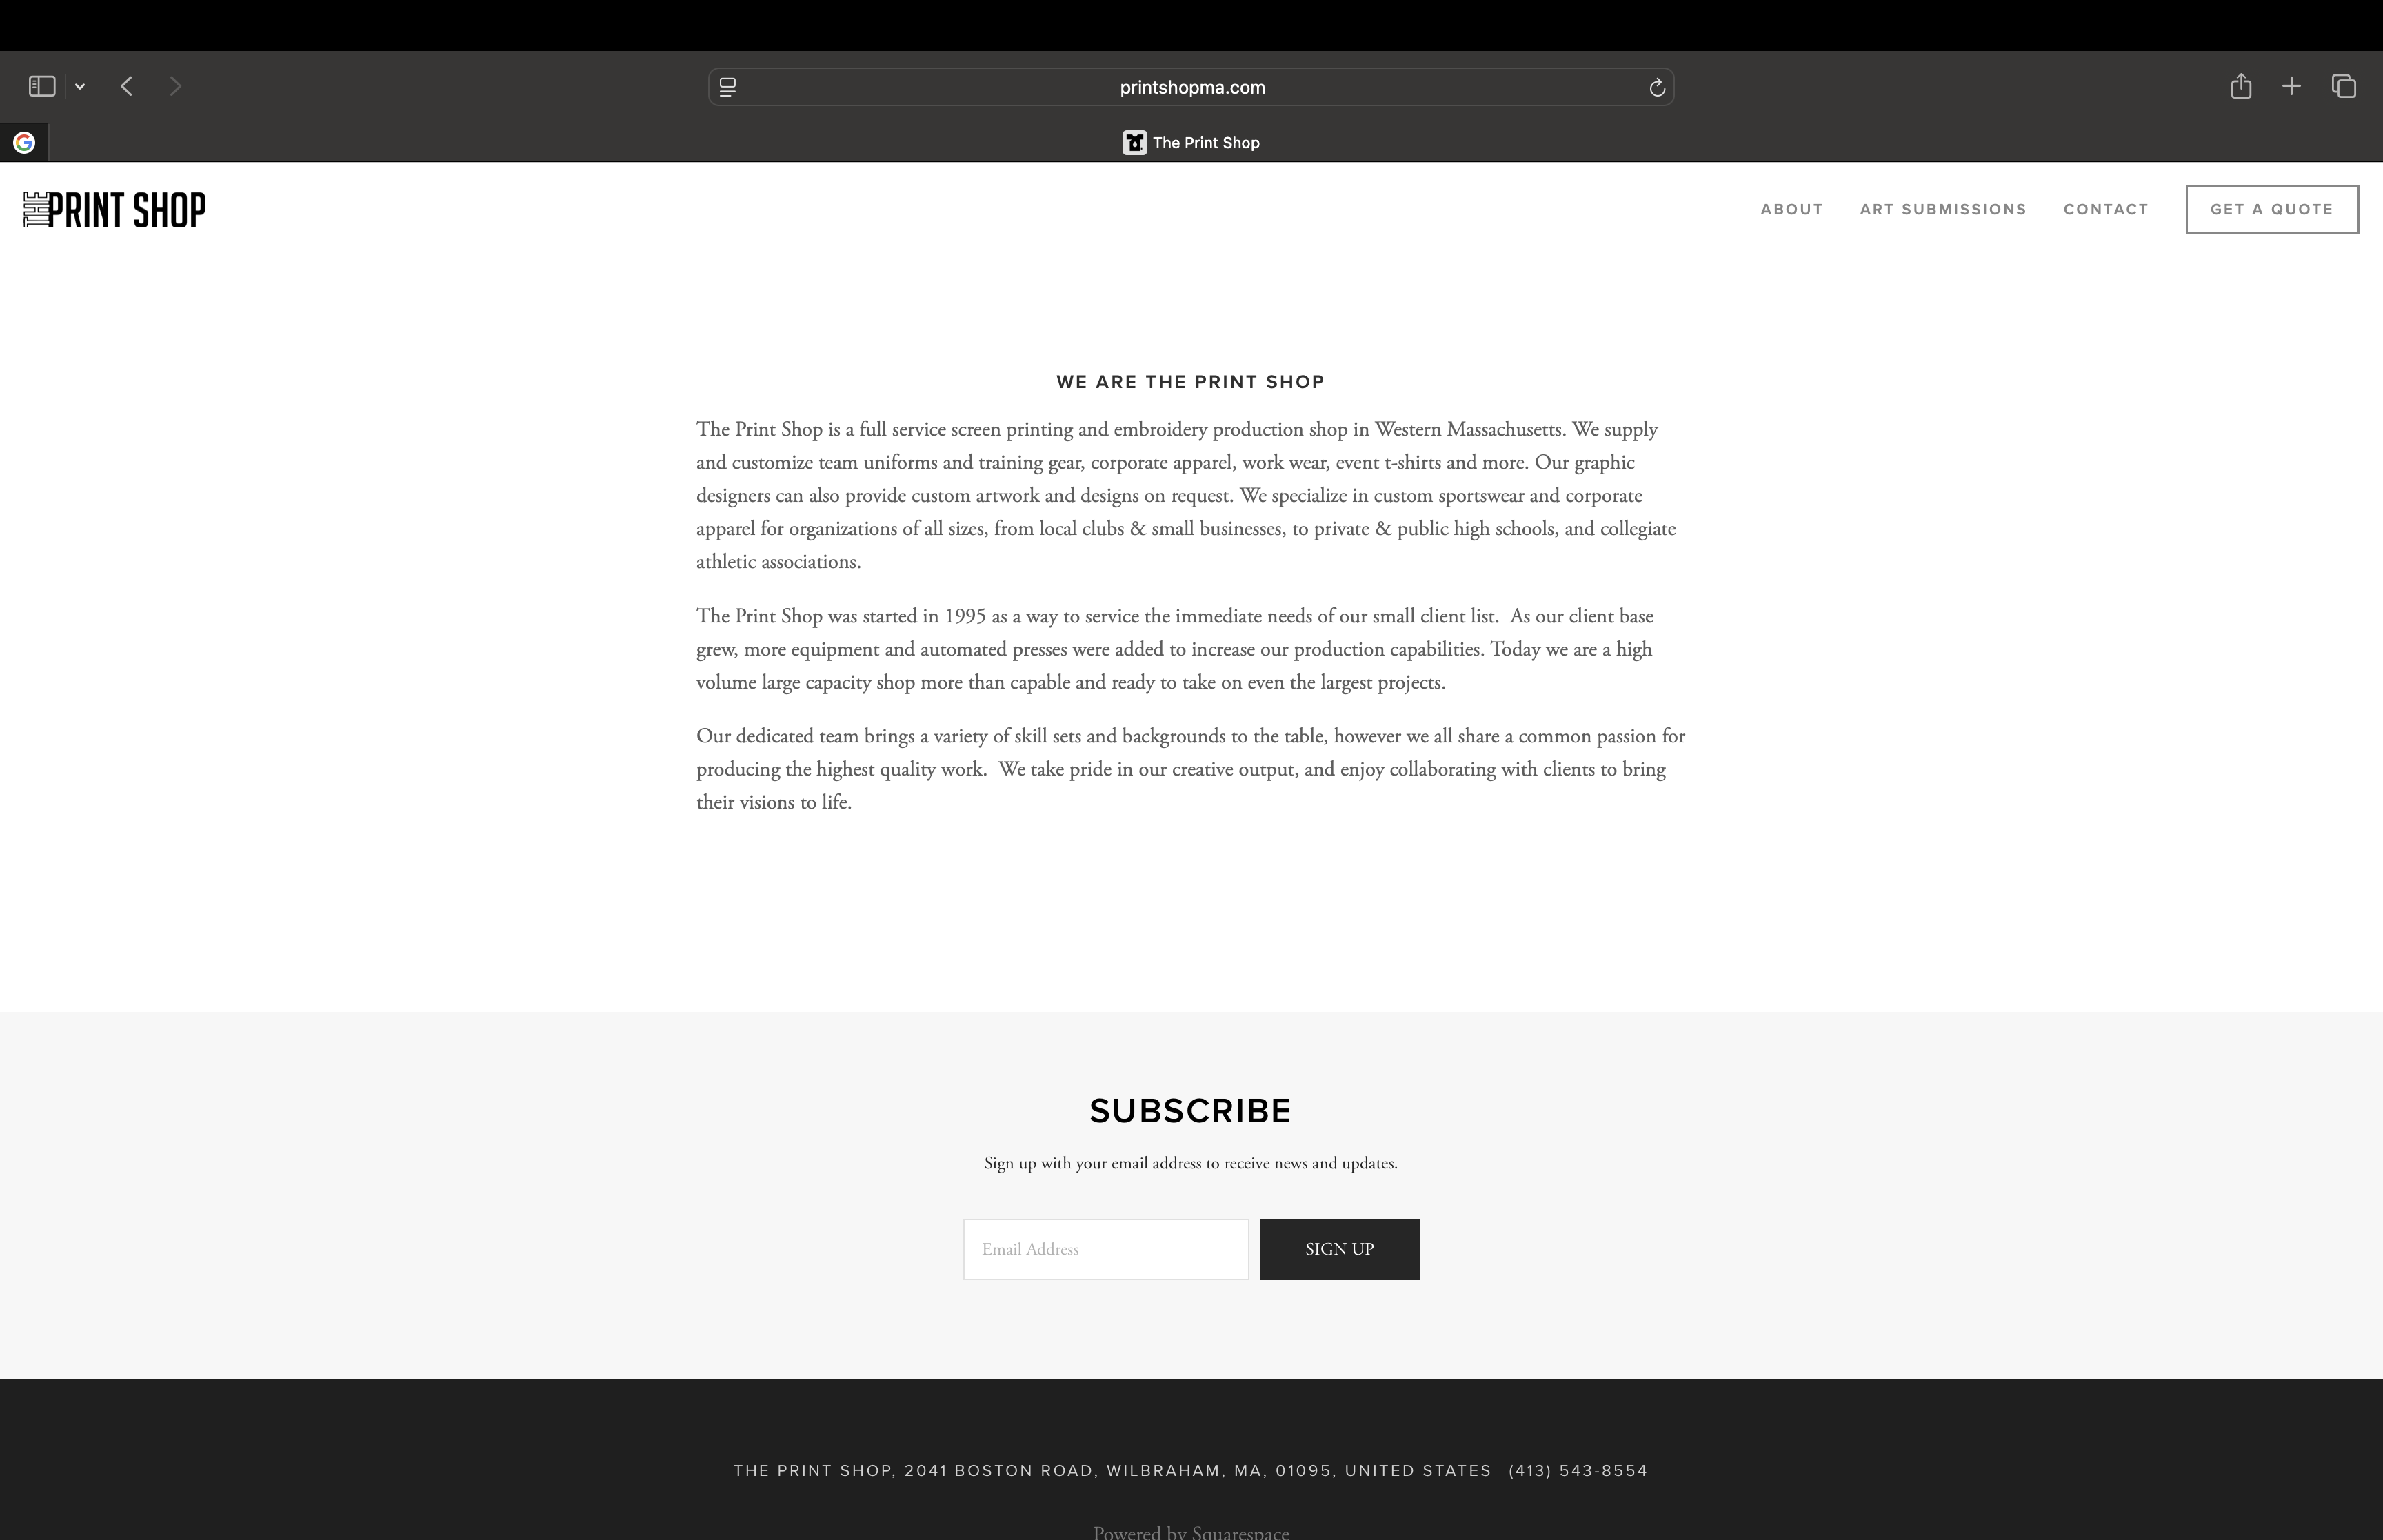 printshopma.com
The Print Shop
THE PRINT SHOP
ABOUT
ART SUBMISSIONS
CONTACT
GET A QUOTE
WE ARE THE PRINT SHOP
The Print Shop is a full service screen printing and embroidery production shop in Western Massachusetts. We supply
and customize team uniforms and training gear, corporate apparel, work wear, event t-shirts and more. Our graphic
designers can also provide custom artwork and designs on request. We specialize in custom sportswear and corporate
apparel for organizations of all sizes, from local clubs & small businesses, to private & public high schools, and collegiate
athletic associations.
The Print Shop was started in 1995 as a way to service the immediate needs of our small client list.  As our client base
grew, more equipment and automated presses were added to increase our production capabilities. Today we are a high
volume large capacity shop more than capable and ready to take on even the largest projects.
Our dedicated team brings a variety of skill sets and backgrounds to the table, however we all share a common passion for
producing the highest quality work.  We take pride in our creative output, and enjoy collaborating with clients to bring
their visions to life.
SUBSCRIBE
Sign up with your email address to receive news and updates.
Email Address
SIGN UP
THE PRINT SHOP, 2041 BOSTON ROAD, WILBRAHAM, MA, 01095, UNITED STATES (413) 543-8554
Powered by Squarespace